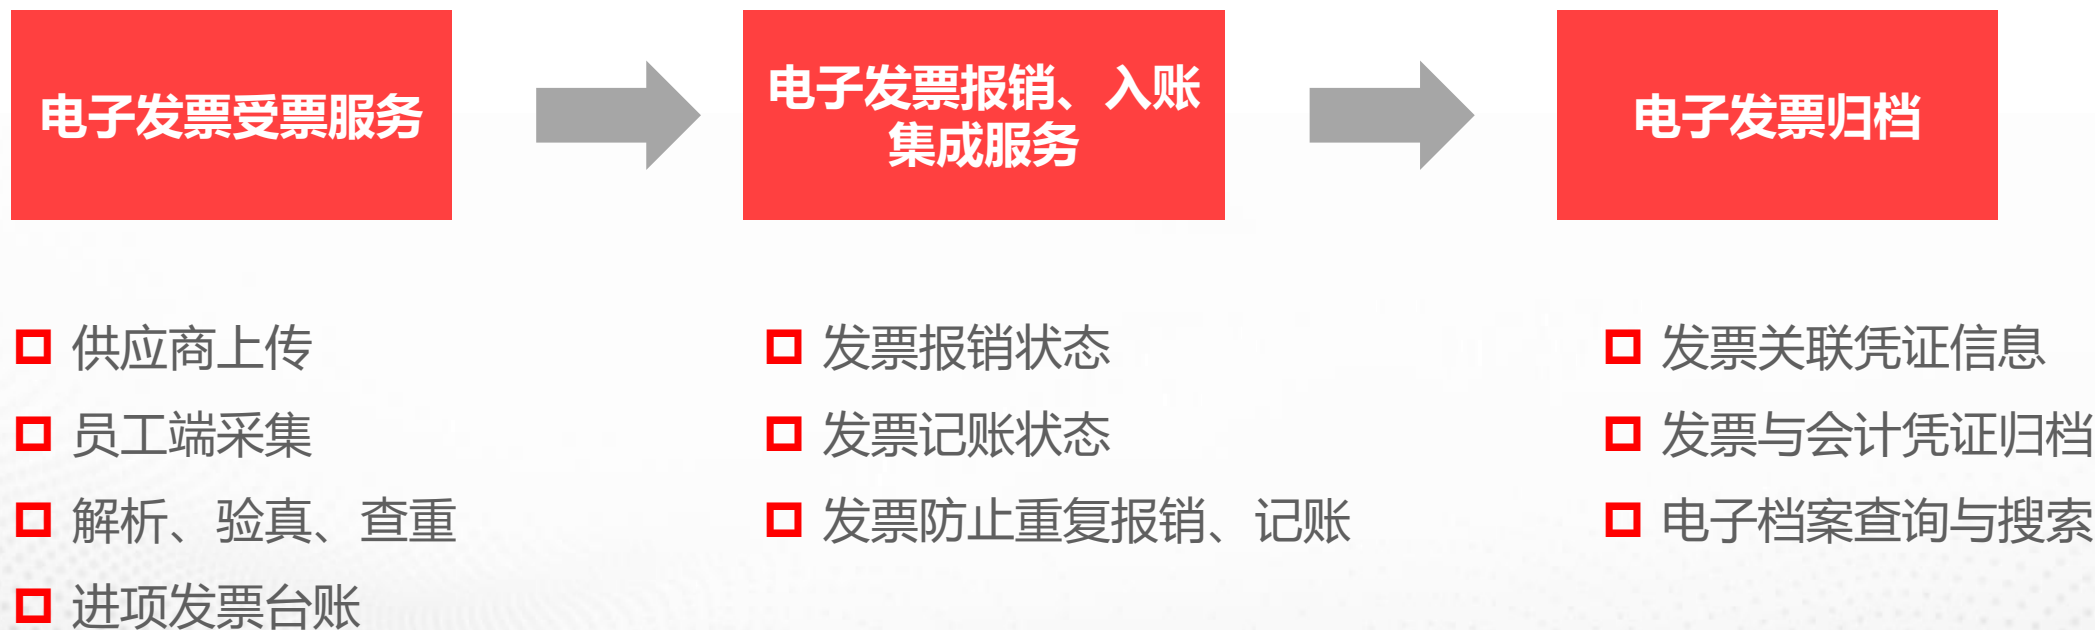 电子发票受票服务
电子发票报销、入账
集成服务
电子发票归档
供应商上传
员工端采集
解析、验真、查重
进项发票台账
发票报销状态
发票记账状态
发票防止重复报销、记账
发票关联凭证信息
发票与会计凭证归档
电子档案查询与搜索